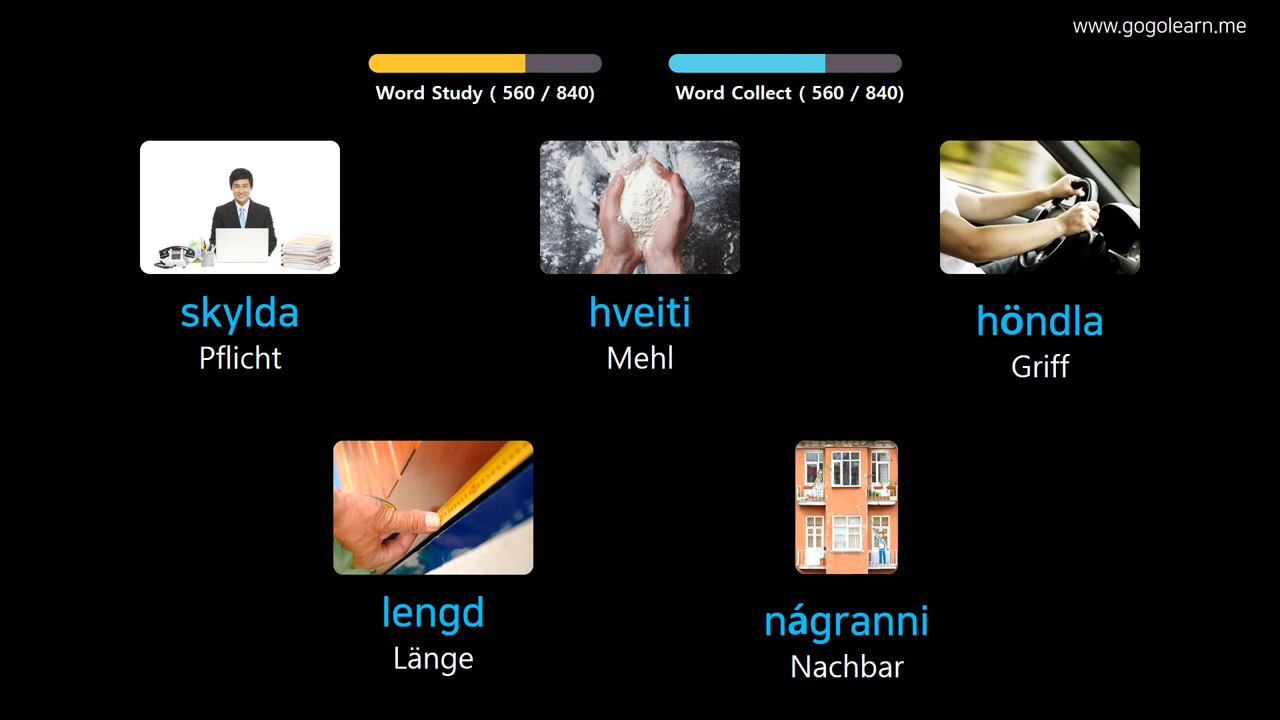 www.gogolearn.me
Word Study ( 560 / 840)
Word Collect ( 560 / 840)
skylda
Pflicht
hveiti
Mehl
höndla
Griff
lengd
Länge
nágranni
Nachbar